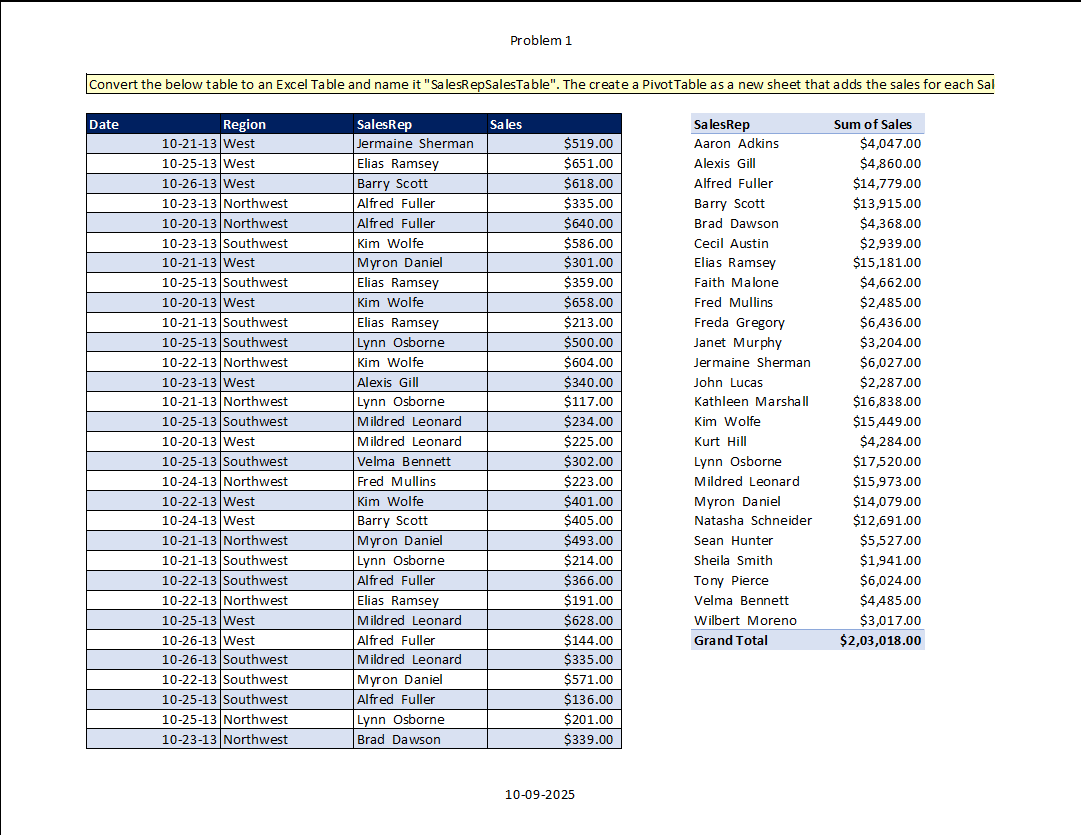 Problem 1
Convert the below table to an Excel Table and name it "SalesRepSalesTable". The create a PivotTable as a new sheet that adds the sales for each Sal
Date Region SalesRep Sales SalesRep Sum of Sales
10-21-13 West Jermaine Sherman $519.00 Aaron Adkins $4,047.00
10-25-13 West Elias Ramsey $651.00 Alexis Gill $4,860.00
10-26-13 West Barry Scott $618.00 Alfred Fuller $14,779.00
10-23-13 Northwest Alfred Fuller $335.00 Barry Scott $13,915.00
10-20-13 Northwest Alfred Fuller $640.00 Brad Dawson $4,368.00
10-23-13 Southwest Kim Wolfe $586.00 Cecil Austin $2,939.00
10-21-13 West Myron Daniel $301.00 Elias Ramsey $15,181.00
10-25-13 Southwest Elias Ramsey $359.00 Faith Malone $4,662.00
10-20-13 West Kim Wolfe $658.00 Fred Mullins $2,485.00
10-21-13 Southwest Elias Ramsey $213.00 Freda Gregory $6,436.00
10-25-13 Southwest Lynn Osborne $500.00 Janet Murphy $3,204.00
10-22-13 Northwest Kim Wolfe $604.00 Jermaine Sherman $6,027.00
10-23-13 West Alexis Gill $340.00 John Lucas $2,287.00
10-21-13 Northwest Lynn Osborne $117.00 Kathleen Marshall $16,838.00
10-25-13 Southwest Mildred Leonard $234.00 Kim Wolfe $15,449.00
10-20-13 West Mildred Leonard $225.00 Kurt Hill $4,284.00
10-25-13 Southwest Velma Bennett $302.00 Lynn Osborne $17,520.00
10-24-13 Northwest Fred Mullins $223.00 Mildred Leonard $15,973.00
10-22-13 West Kim Wolfe $401.00 Myron Daniel $14,079.00
10-24-13 West Barry Scott $405.00 Natasha Schneider $12,691.00
10-21-13 Northwest Myron Daniel $493.00 Sean Hunter $5,527.00
10-21-13 Southwest Lynn Osborne $214.00 Sheila Smith $1,941.00
10-22-13 Southwest Alfred Fuller $366.00 Tony Pierce $6,024.00
10-22-13 Northwest Elias Ramsey $191.00 Velma Bennett $4,485.00
10-25-13 West Mildred Leonard $628.00 Wilbert Moreno $3,017.00
10-26-13 West Alfred Fuller $144.00 Grand Total $2,03,018.00
10-26-13 Southwest Mildred Leonard $335.00
10-22-13 Southwest Myron Daniel $571.00
10-25-13 Southwest Alfred Fuller $136.00
10-25-13 Northwest Lynn Osborne $201.00
10-23-13 Northwest Brad Dawson $339.00
10-09-2025